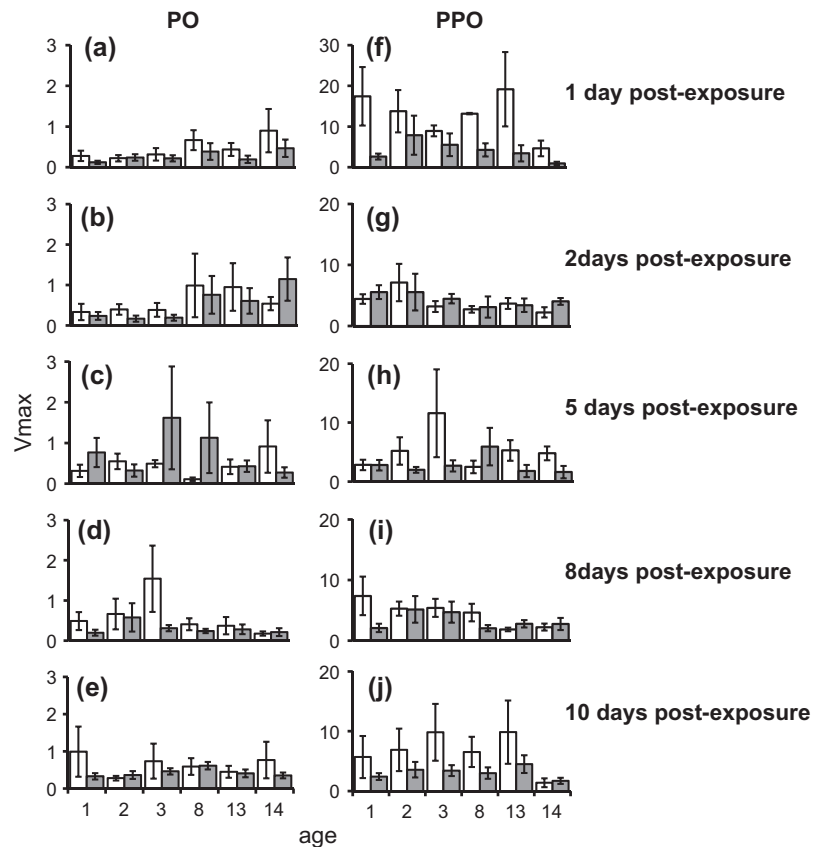 PO PPO
(a) (f)
3 30
2 20
1 10
0 0
1 day post-exposure
(b) (g)
3 20
2
1 10
0 0
2days post-exposure
(c) (h)
3 20
2
1 10
0 0
5 days post-exposure
Vmax
(d) (i)
3 20
2
1 10
0 0
8days post-exposure
(e) (j)
3 20
2
1 10
0 0
10 days post-exposure
1 2 3 8 13 14 1 2 3 8 13 14
age